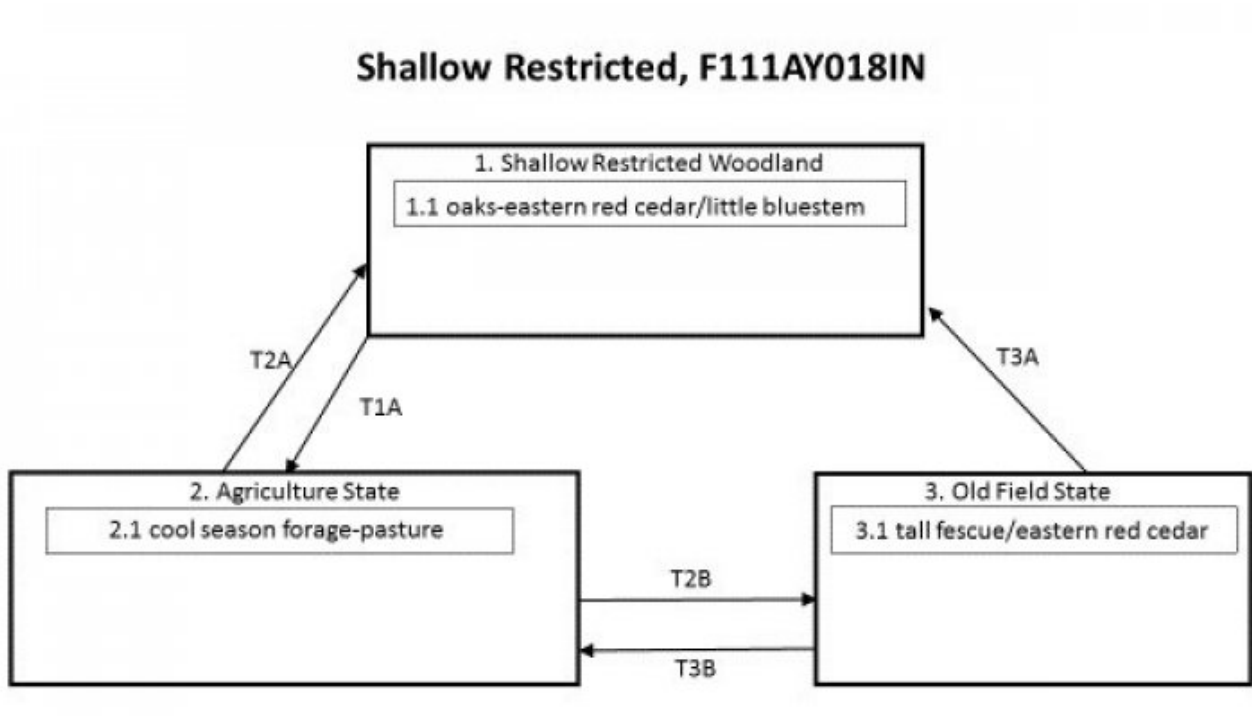 Shallow Restricted, F111AY018IN
1. Shallow Restricted Woodland
1.1 oaks-eastern red cedar/little bluestem
T2A
T3A
T1A
2. Agriculture State
2.1 cool season forage-pasture
3. Old Field State
3.1 tall fescue/eastern red cedar
T2B
T3B